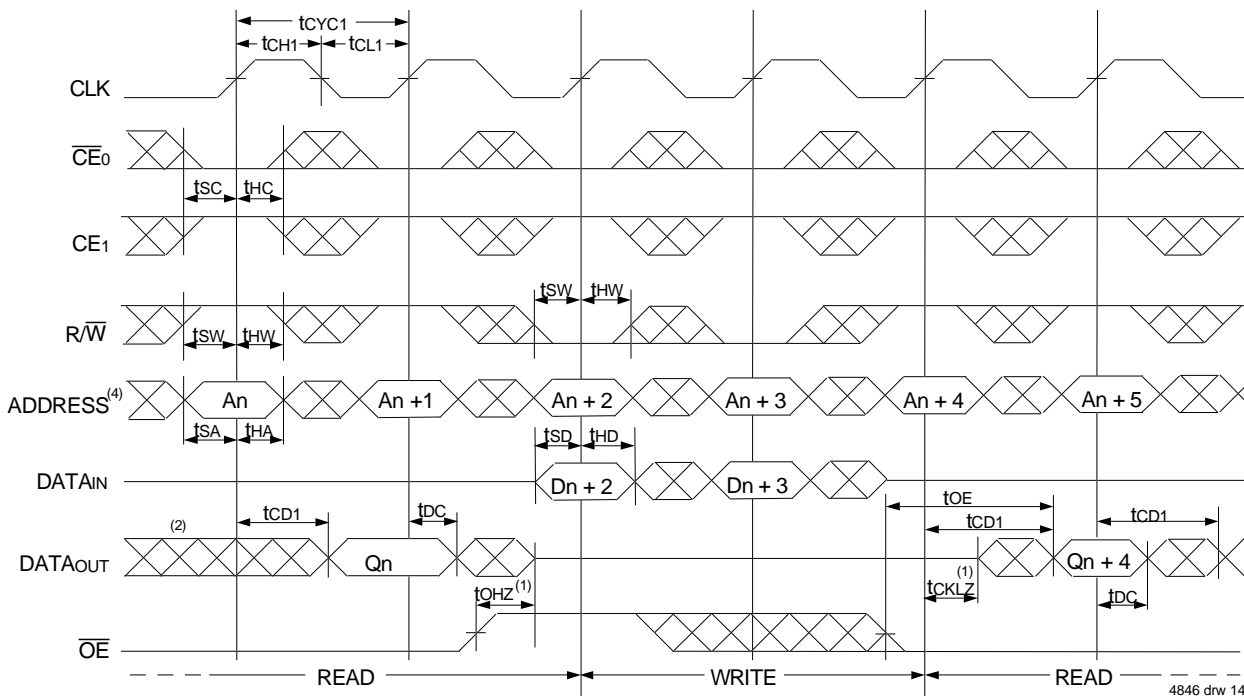 tCYC1
tCH1 tCL1
CLK
CE0
tSC tHC
CE1
tSW tHW
R/W
tSW tHW
ADDRESS(4) An An +1 An + 2 An + 3 An + 4 An + 5
tSA tHA tSD tHD
DATAIN Dn + 2 Dn + 3
tOE
(2) tCD1 tDC tCD1 tCD1
DATAOUT Qn Qn + 4
tOHZ(1) tCKLZ(1) tDC
OE
READ WRITE READ
4846 drw 14